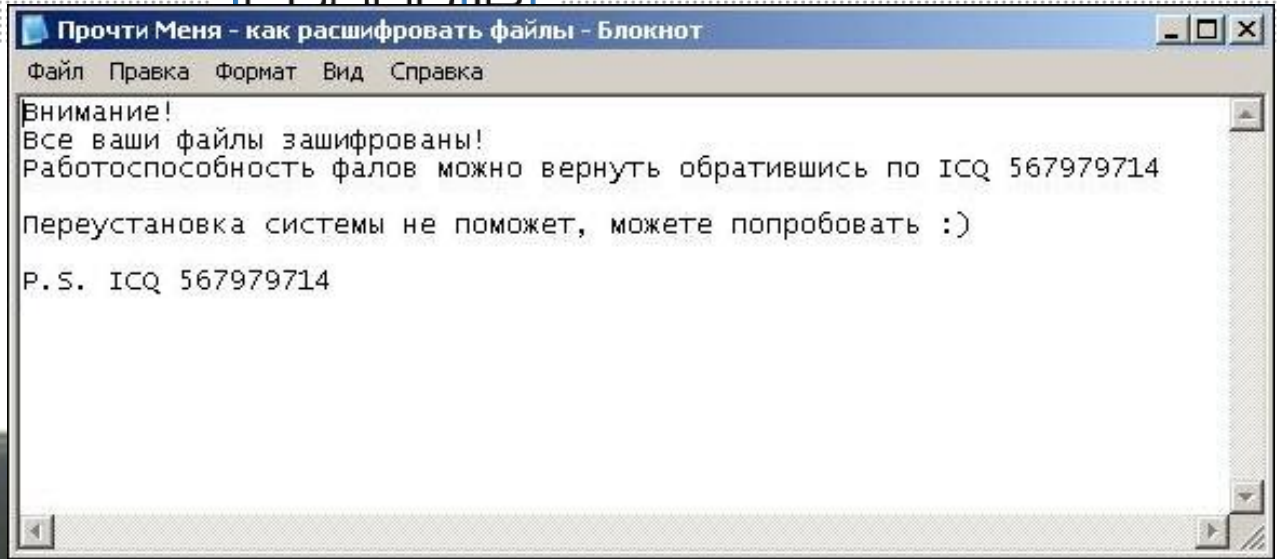 Прочти Меня - как расшифровать файлы - Блокнот
Файл Правка Формат Вид Справка
Внимание!
Все ваши файлы зашифрованы!
Работоспособность фалов можно вернуть обратившись по ICQ 567979714
Переустановка системы не поможет, можете попробовать :)
P.S. ICQ 567979714